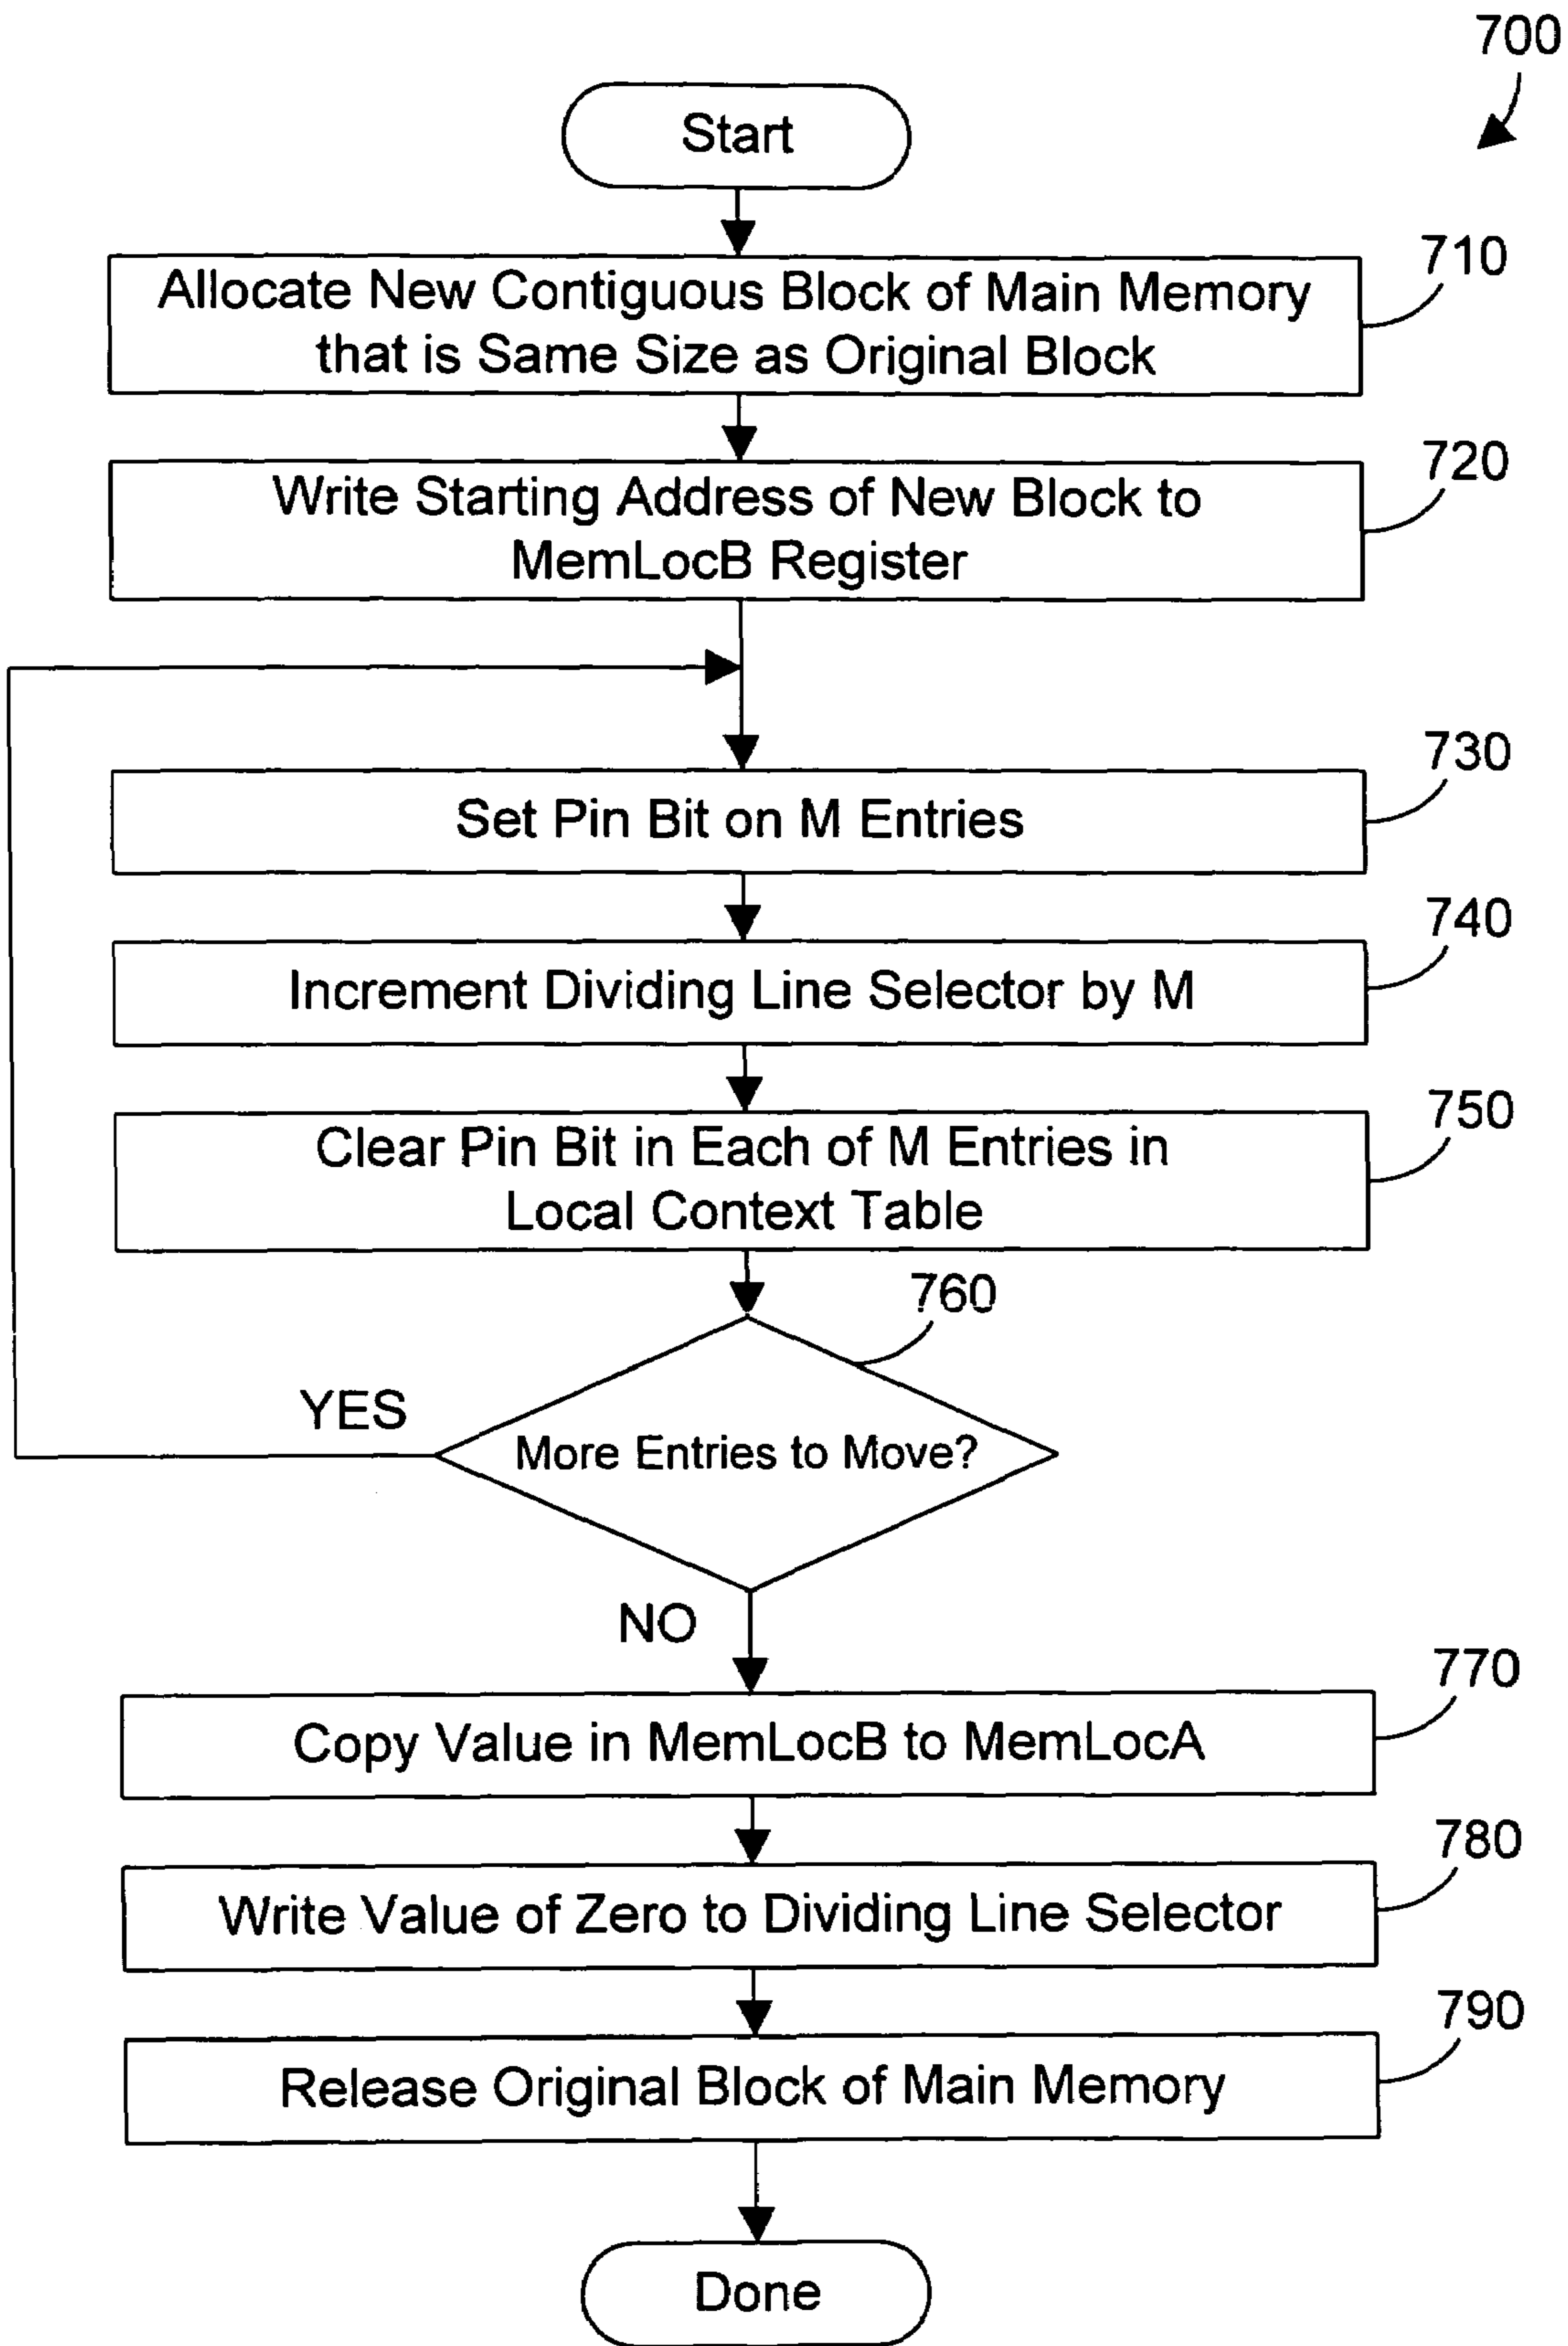 700
Start
710
Allocate New Contiguous Block of Main Memory
that is Same Size as Original Block
720
Write Starting Address of New Block to
MemLocB Register
730
Set Pin Bit on M Entries
740
Increment Dividing Line Selector by M
750
Clear Pin Bit in Each of M Entries in
Local Context Table
760
YES
More Entries to Move?
NO
770
Copy Value in MemLocB to MemLocA
780
Write Value of Zero to Dividing Line Selector
790
Release Original Block of Main Memory
Done